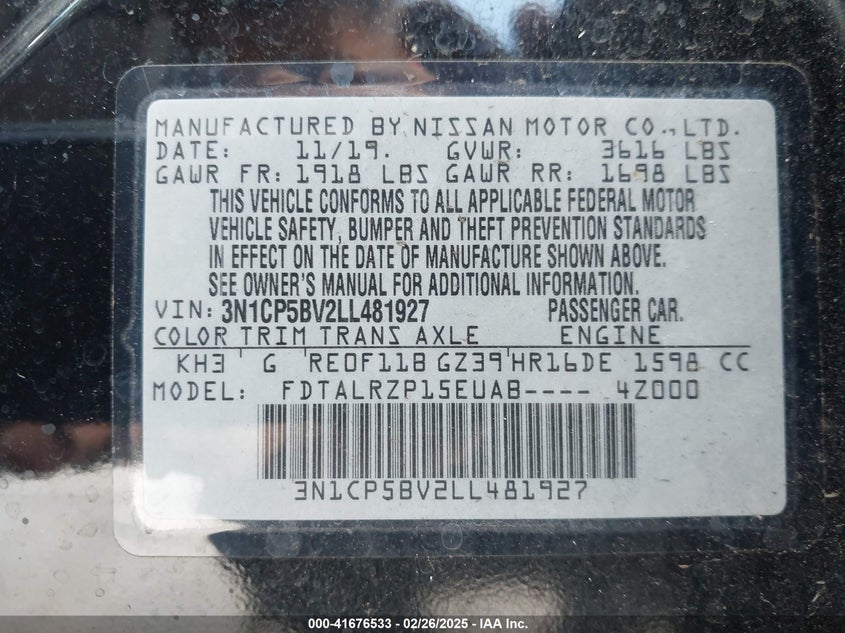 MANUFACTURED BY NISSAN MOTOR CO.,LTD.
DATE: 11/19. GVWR: 3616 LBS
GAWR FR: 1918 LBS GAWR RR: 1698 LBS
THIS VEHICLE CONFORMS TO ALL APPLICABLE FEDERAL MOTOR
VEHICLE SAFETY, BUMPER AND THEFT PREVENTION STANDARDS
IN EFFECT ON THE DATE OF MANUFACTURE SHOWN ABOVE.
SEE OWNER'S MANUAL FOR ADDITIONAL INFORMATION.
VIN: 3N1CP5BV2LL481927 PASSENGER CAR.
COLOR TRIM TRANS AXLE ENGINE
KH3 G RE0F11B GZ39 HR16DE 1598 CC
MODEL: FDTALRZP15EUAB---- 4Z000
3N1CP5BV2LL481927
000-41676533 - 02/26/2025 - IAA Inc.